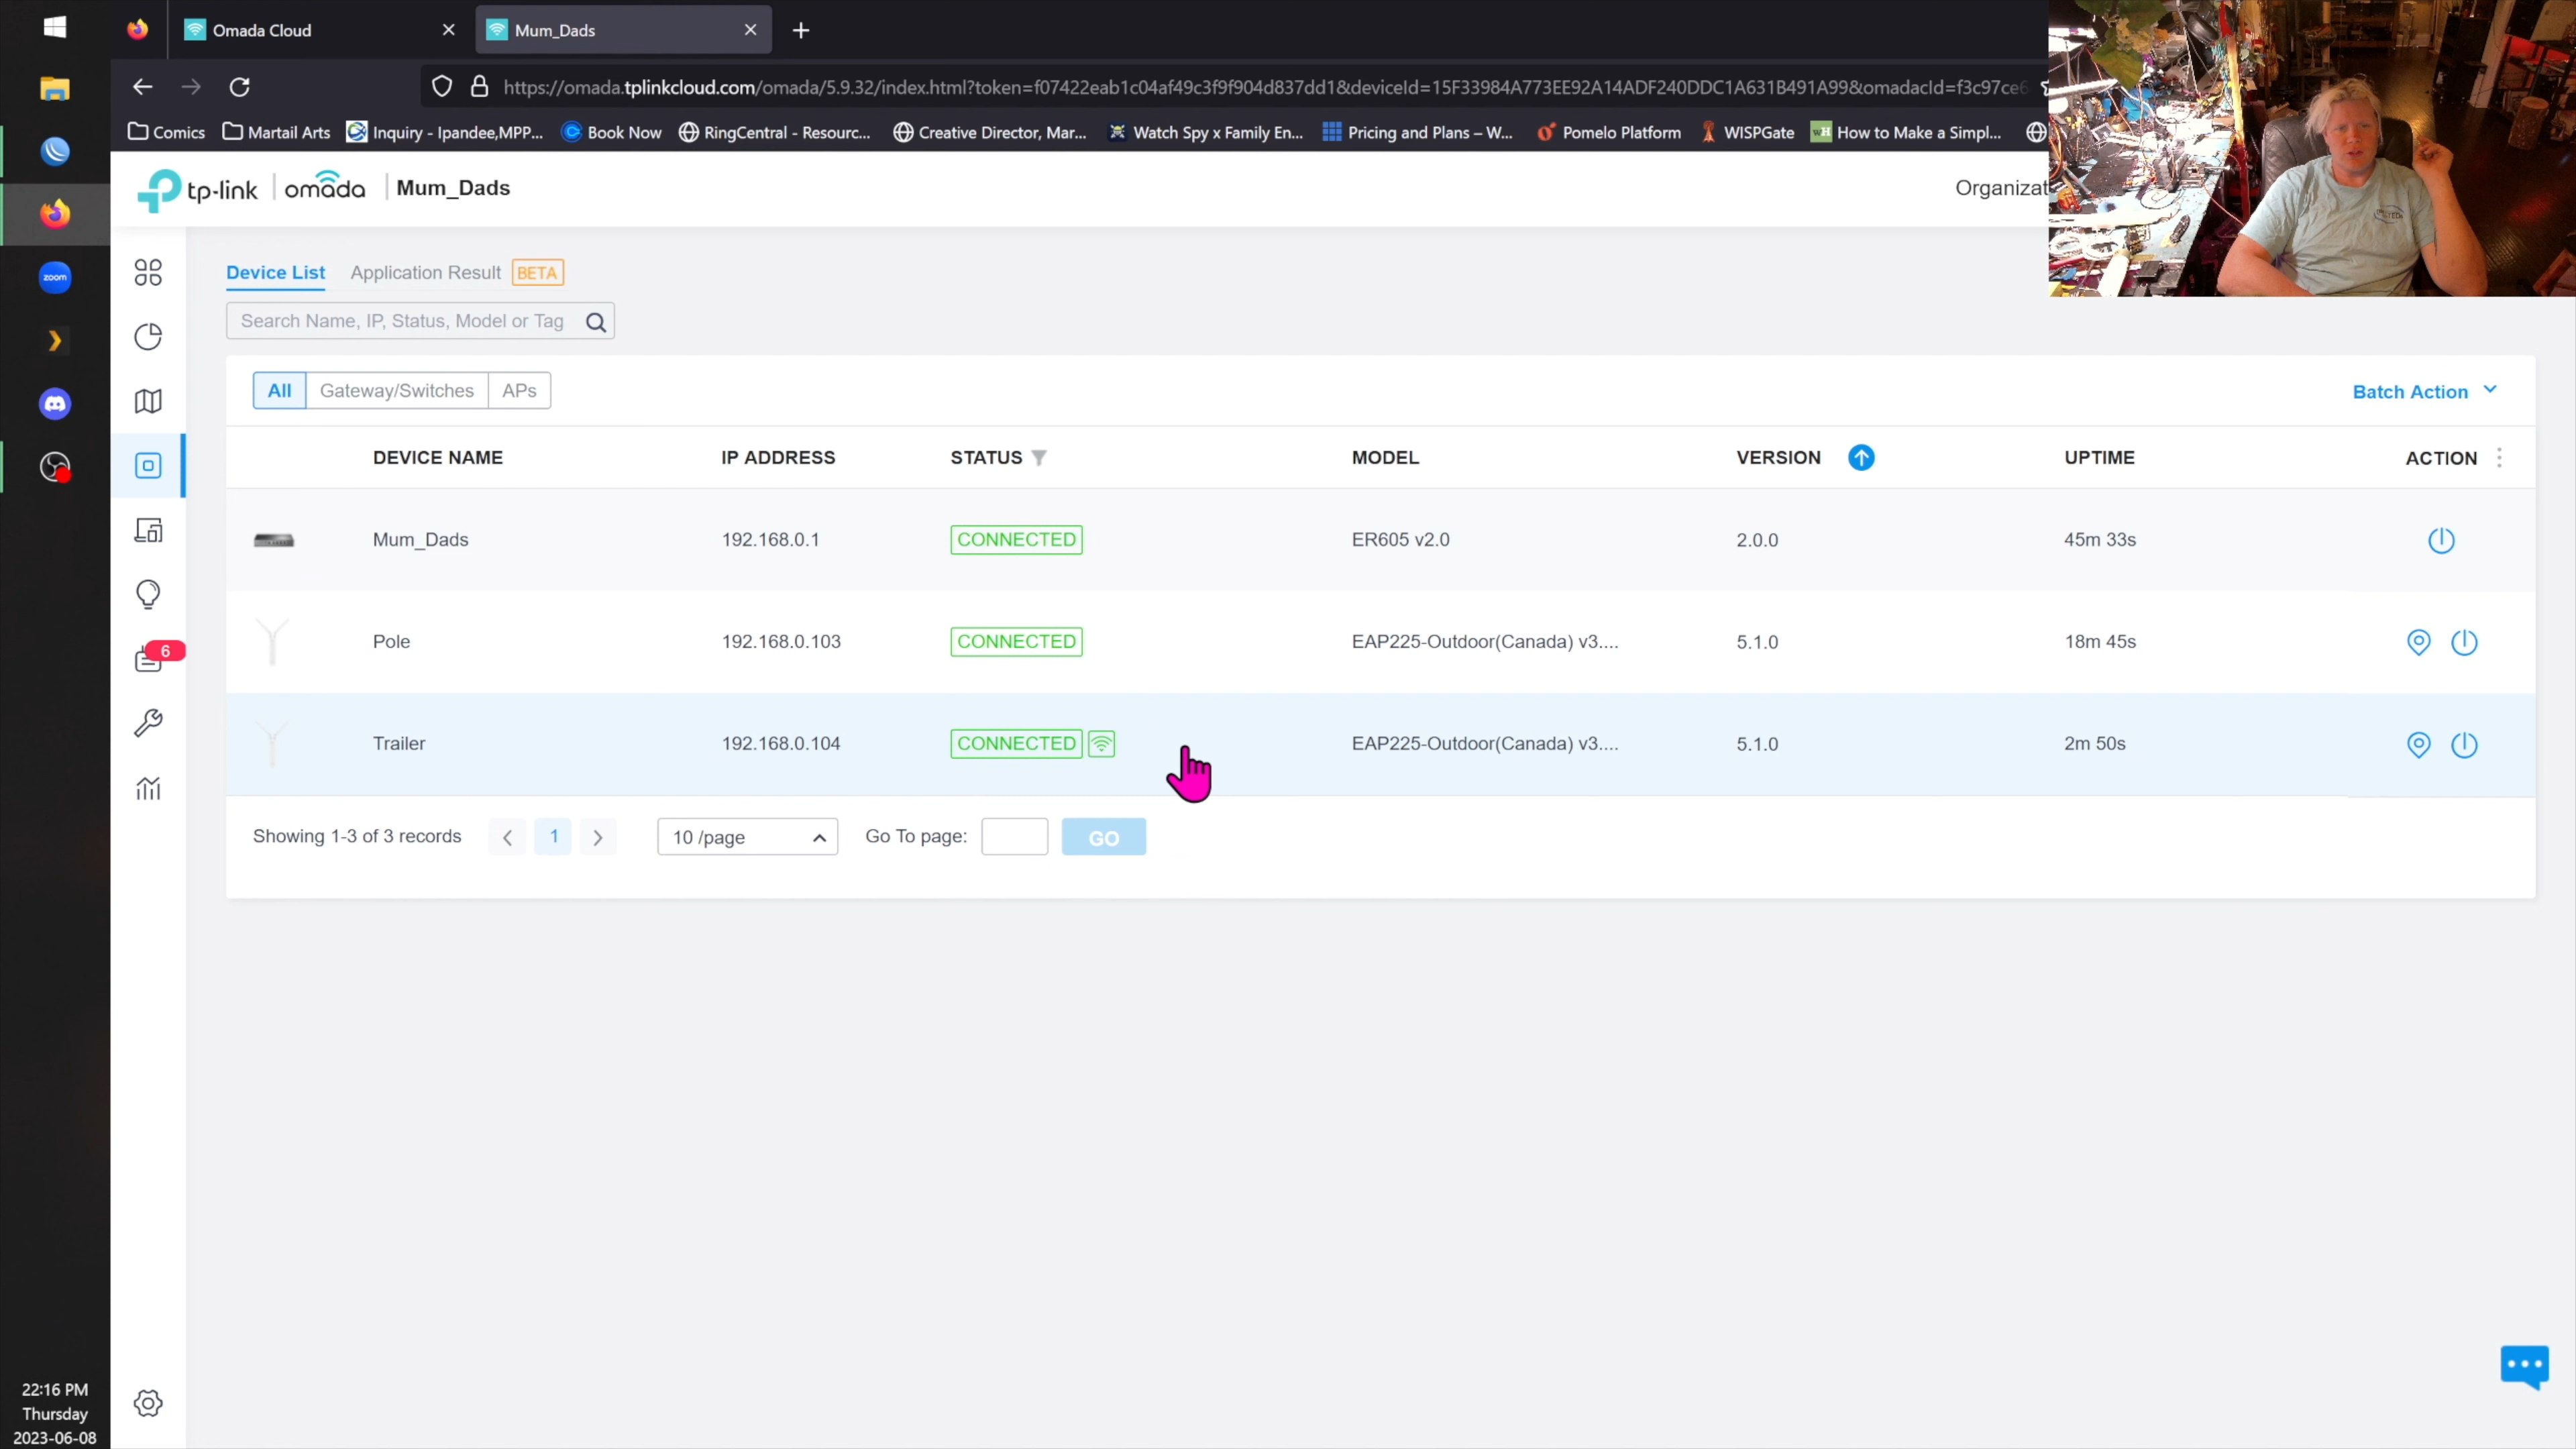 Omada Cloud
Mum_Dads
https://omada.tplinkcloud.com/omada/5.9.32/index.html?token=f07422eab1c04af49c3f9f904d837dd1&deviceId=15F33984A773EE92A14ADF240DDC1A631B491A99&omadacId=f3c97ce6
Comics Martail Arts Inquiry - Ipandee,MPP... Book Now RingCentral - Resourc... Creative Director, Mar... Watch Spy x Family En... Pricing and Plans – W... Pomelo Platform WISPGate How to Make a Simpl...
tp-link omada Mum_Dads Organizat
zoom
Device List Application Result BETA
Search Name, IP, Status, Model or Tag
All Gateway/Switches APs Batch Action
DEVICE NAME IP ADDRESS STATUS MODEL VERSION UPTIME ACTION
Mum_Dads 192.168.0.1 CONNECTED ER605 v2.0 2.0.0 45m 33s
Pole 192.168.0.103 CONNECTED EAP225-Outdoor(Canada) v3.... 5.1.0 18m 45s
6
Trailer 192.168.0.104 CONNECTED EAP225-Outdoor(Canada) v3.... 5.1.0 2m 50s
Showing 1-3 of 3 records 1 10 /page Go To page: GO
22:16 PM
Thursday
2023-06-08